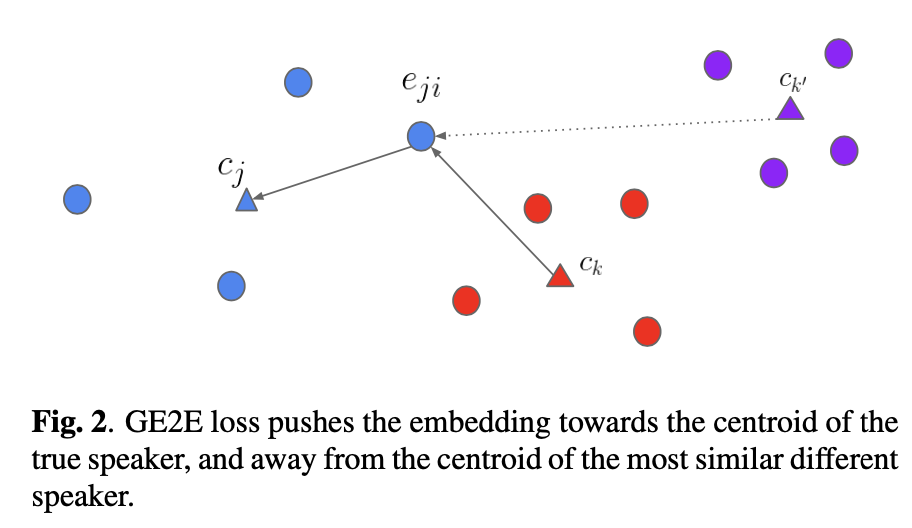 e_{ji}
c_{k'}
c_j
c_k
Fig. 2. GE2E loss pushes the embedding towards the centroid of the
true speaker, and away from the centroid of the most similar different
speaker.